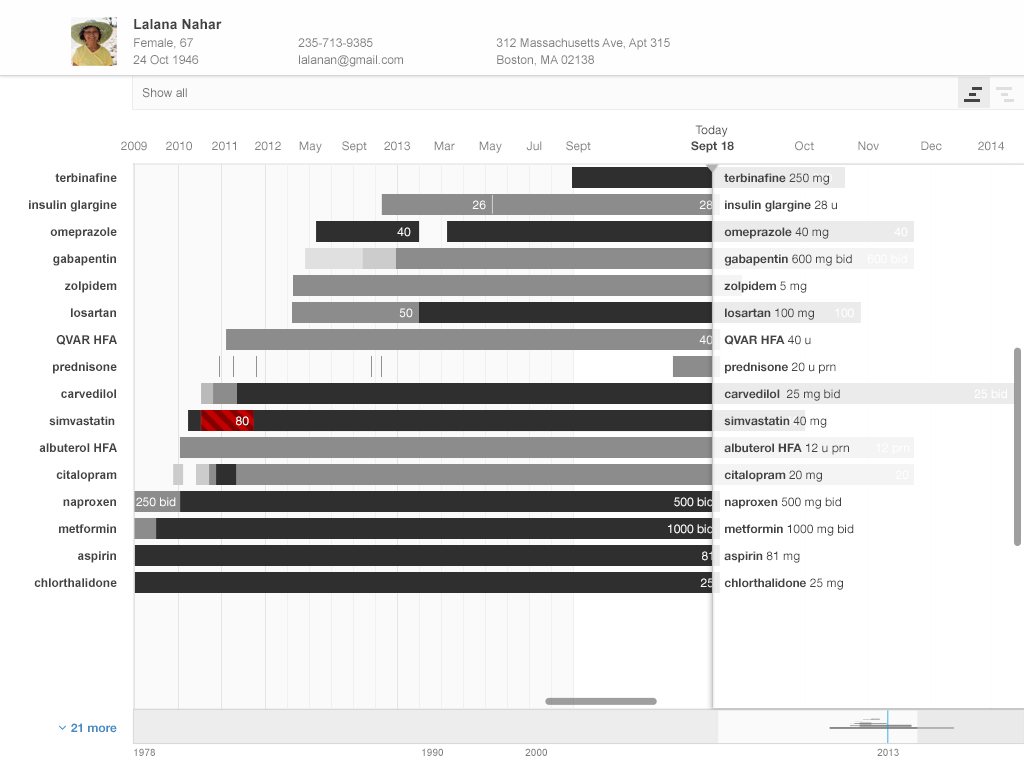 Lalana Nahar
Female, 67 235-713-9385 312 Massachusetts Ave, Apt 315
24 Oct 1946 lalanan@gmail.com Boston, MA 02138
Show all
Today
2009 2010 2011 2012 May Sept 2013 Mar May Jul Sept Sept 18 Oct Nov Dec 2014
terbinafine terbinafine 250 mg
insulin glargine 26 28 insulin glargine 28 u
omeprazole 40 omeprazole 40 mg 40
gabapentin gabapentin 600 mg bid 600 bid
zolpidem zolpidem 5 mg
losartan 50 losartan 100 mg 100
QVAR HFA 40 QVAR HFA 40 u
prednisone prednisone 20 u prn
carvedilol carvedilol 25 mg bid 25 bid
simvastatin 80 simvastatin 40 mg
albuterol HFA albuterol HFA 12 u prn 12 prn
citalopram citalopram 20 mg 20
naproxen 250 bid 500 bid naproxen 500 mg bid
metformin 1000 bid metformin 1000 mg bid
aspirin 81 aspirin 81 mg
chlorthalidone 25 chlorthalidone 25 mg
21 more
1978 1990 2000 2013